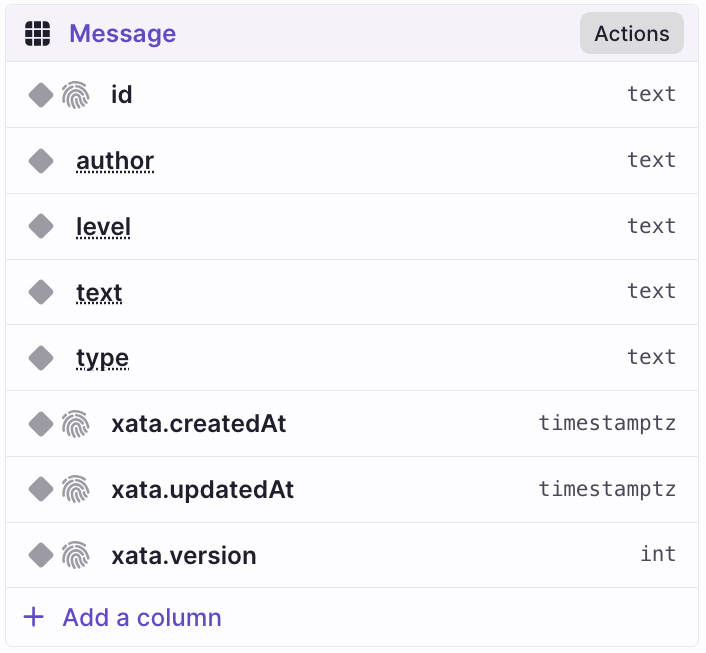 Message Actions
id text
author text
level text
text text
type text
xata.createdAt timestamptz
xata.updatedAt timestamptz
xata.version int
+ Add a column